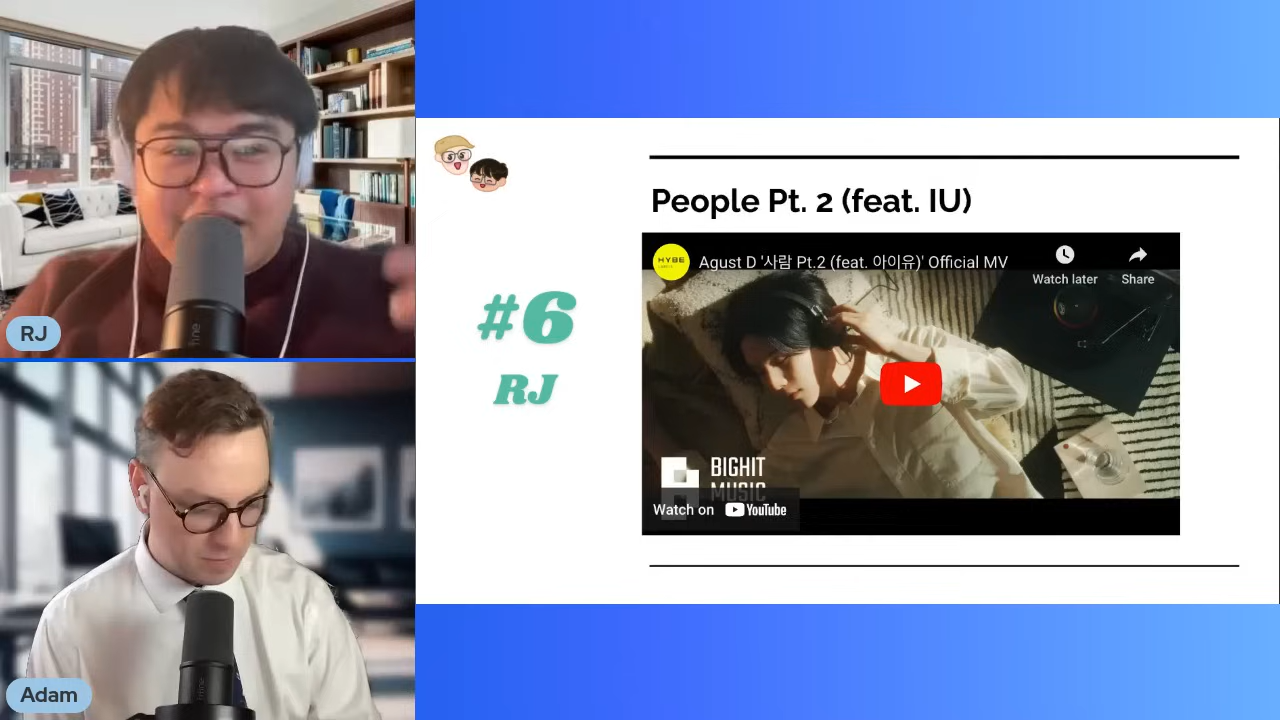 RJ
Adam
People Pt. 2 (feat. IU)
#6
RJ
HYBE
Agust D '사람 Pt.2 (feat. 아이유)' Official MV
Watch later
Share
BIGHIT
MUSIC
Watch on YouTube